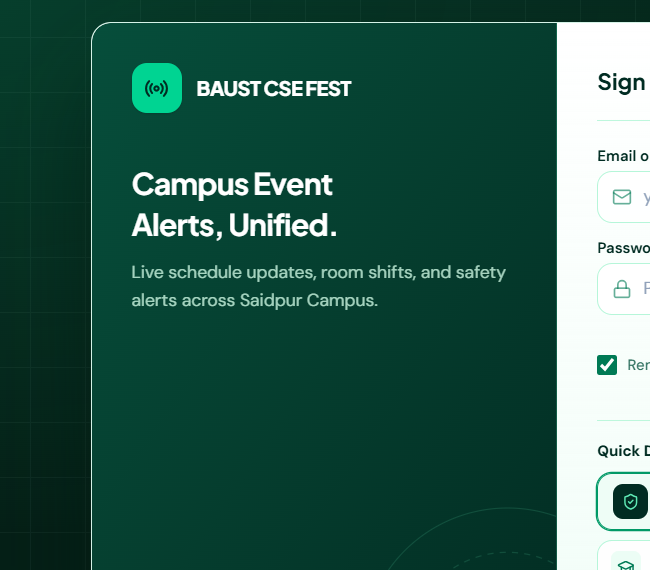 BAUST CSE FEST
Campus Event
Alerts, Unified.
Live schedule updates, room shifts, and safety
alerts across Saidpur Campus.
Sign
Email o
Passwo
Rer
Quick D